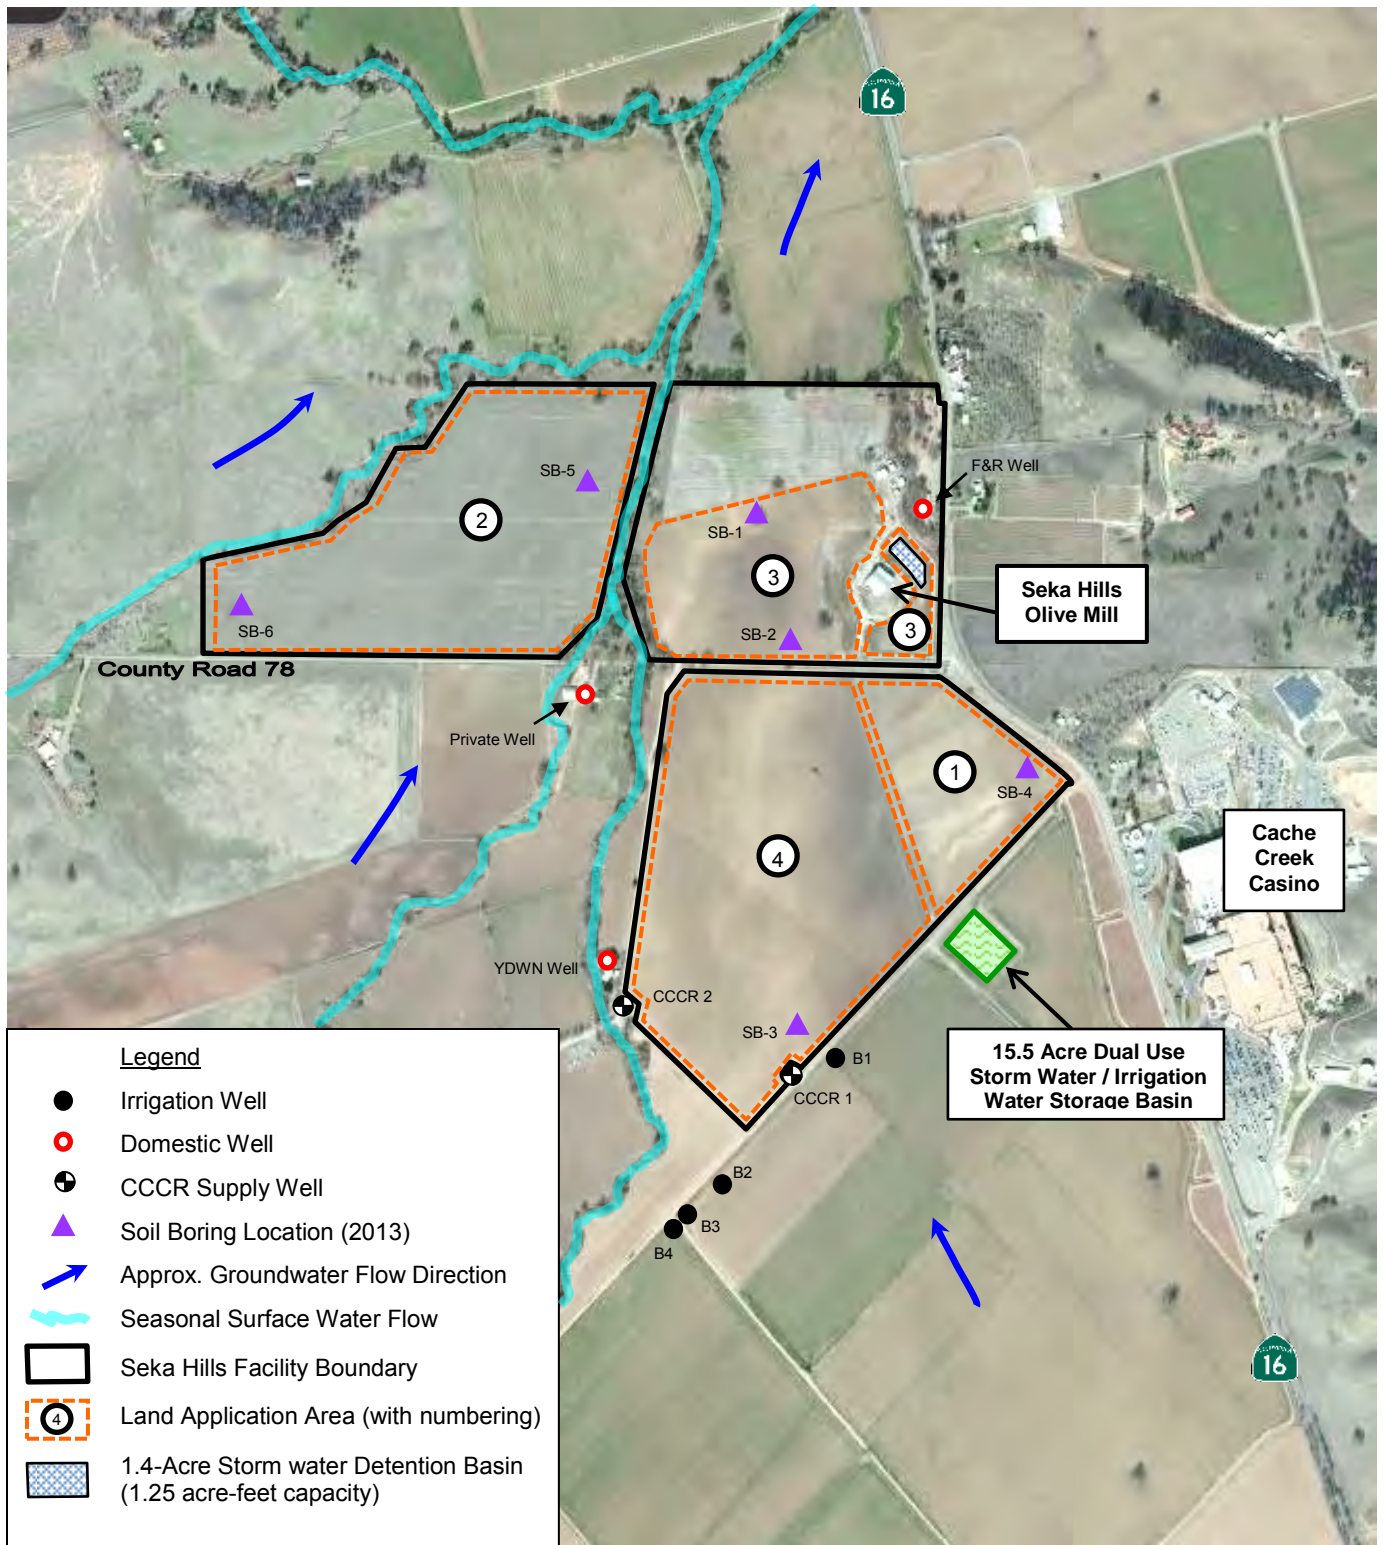 16
F&R Well
SB-5
SB-1
2
3
Seka Hills
Olive Mill
SB-6
SB-2
3
County Road 78
Private Well
1
SB-4
Cache
Creek
Casino
4
YDWN Well
CCCR 2
SB-3
B1
CCCR 1
15.5 Acre Dual Use
Storm Water / Irrigation
Water Storage Basin
B2
B3
B4
16
Legend
Irrigation Well
Domestic Well
CCCR Supply Well
Soil Boring Location (2013)
Approx. Groundwater Flow Direction
Seasonal Surface Water Flow
Seka Hills Facility Boundary
4
Land Application Area (with numbering)
1.4-Acre Storm water Detention Basin
(1.25 acre-feet capacity)